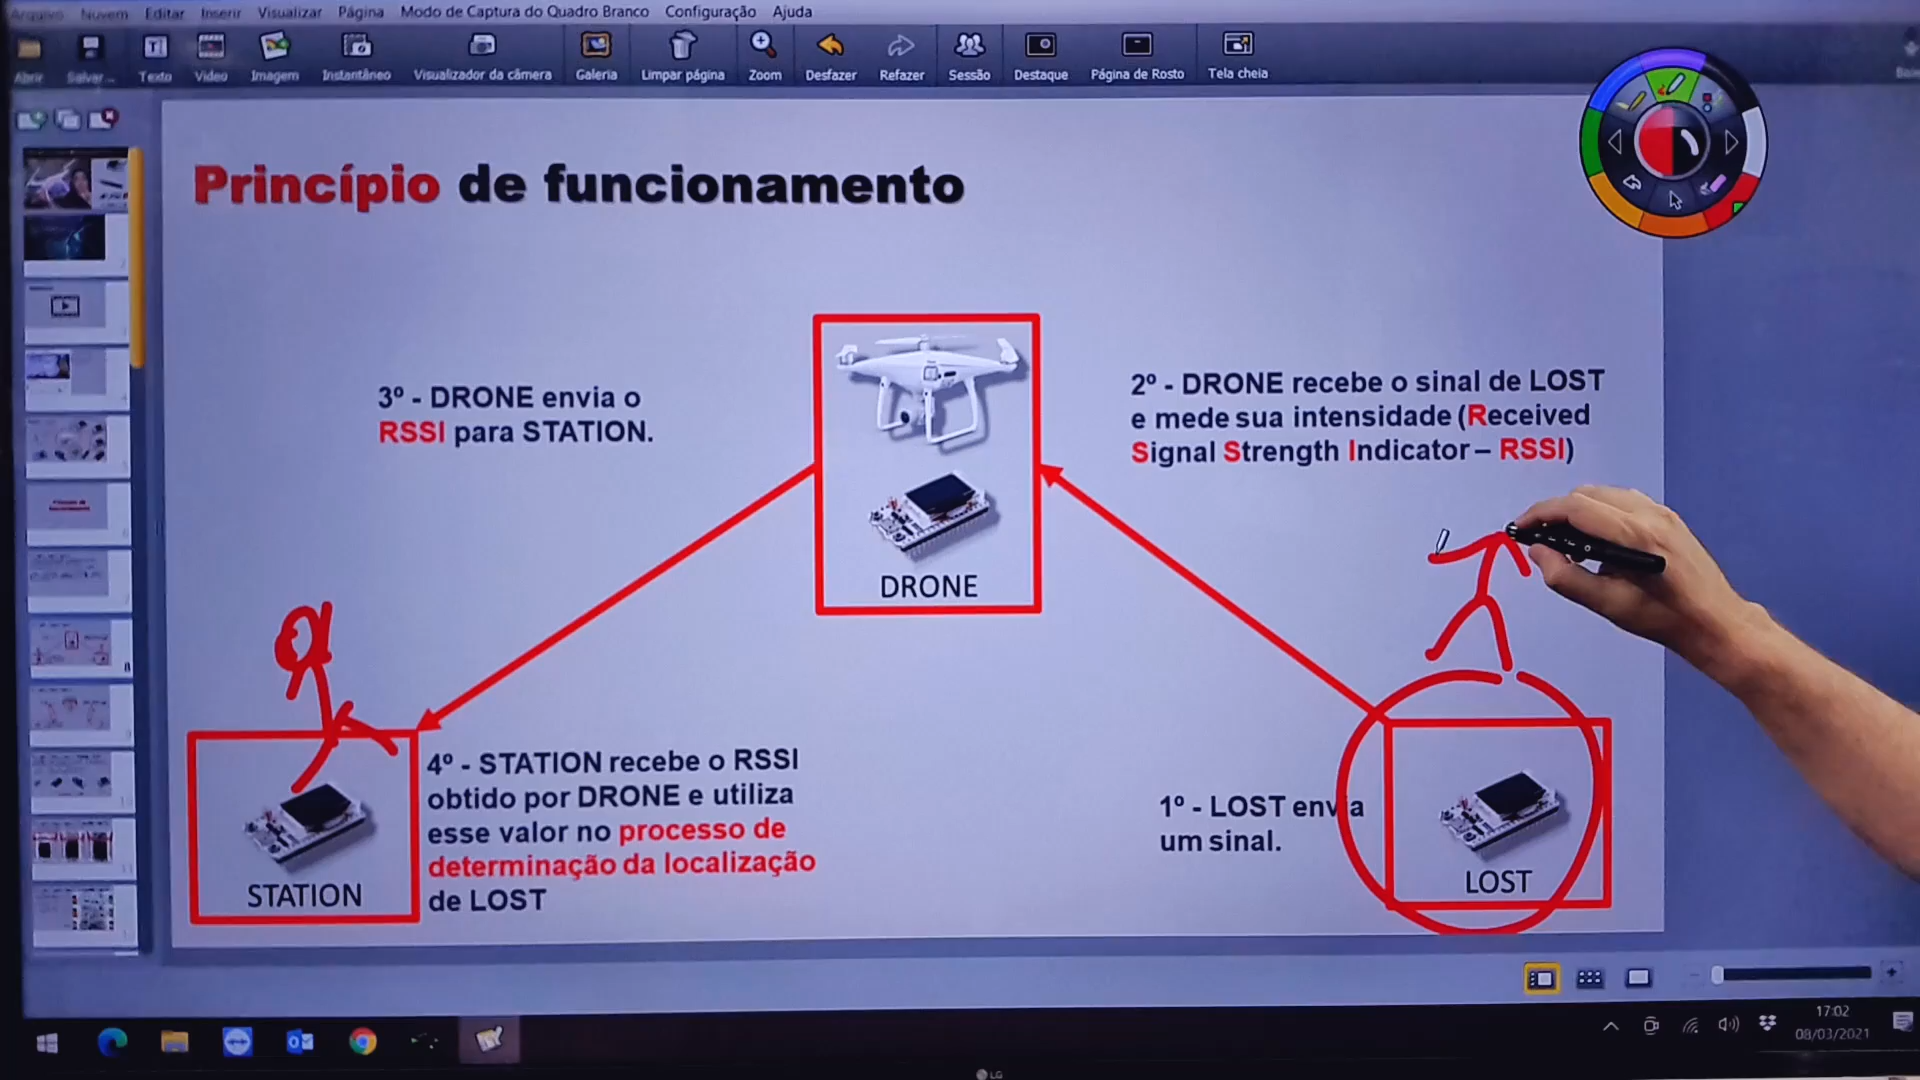 Arquivo Nuvem Editar Inserir Visualizar Página Modo de Captura do Quadro Branco Configuração Ajuda
Abrir Salvar... Texto Vídeo Imagem Instantâneo Visualizador da câmera Galeria Limpar página Zoom Desfazer Refazer Sessão Destaque Página de Rosto Tela cheia
Princípio de funcionamento
3º - DRONE envia o
RSSI para STATION.
2º - DRONE recebe o sinal de LOST
e mede sua intensidade (Received
Signal Strength Indicator – RSSI)
DRONE
4º - STATION recebe o RSSI
obtido por DRONE e utiliza
esse valor no processo de
determinação da localização
de LOST
STATION
1º - LOST envia
um sinal.
LOST
8
17:02
08/03/2021
LG